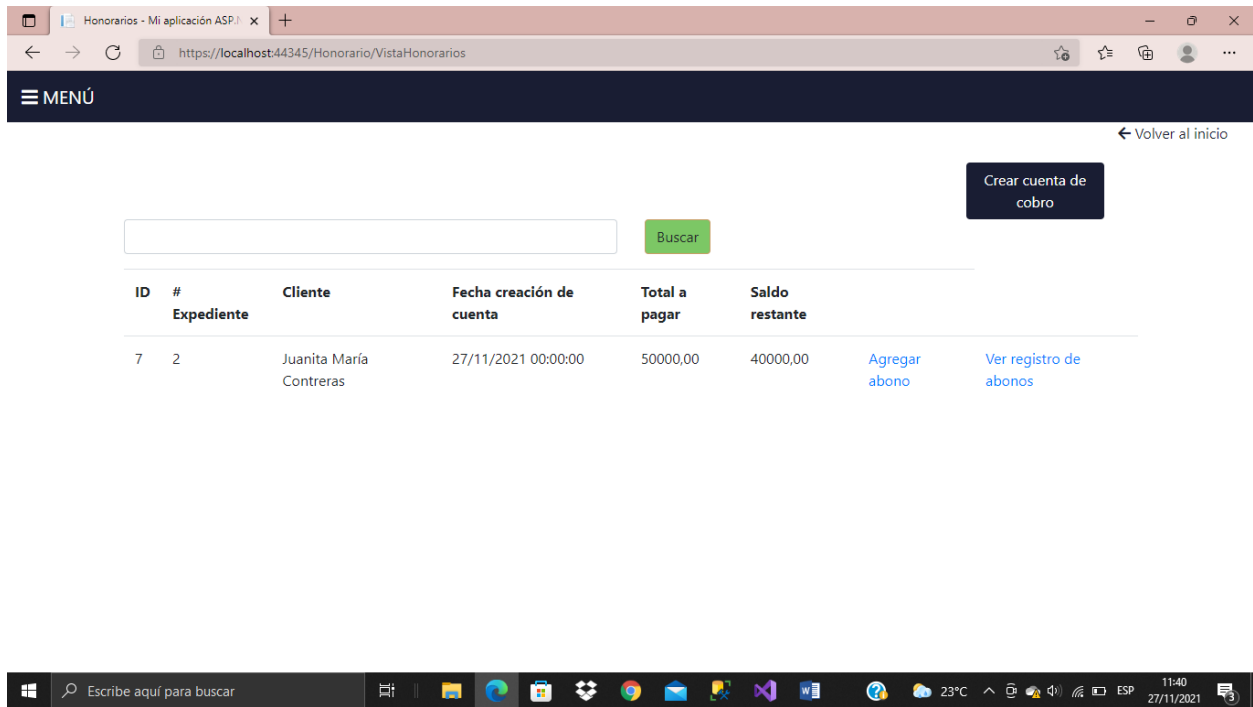 Honorarios - Mi aplicación ASP.N
https://localhost:44345/Honorario/VistaHonorarios
MENÚ
Volver al inicio
Crear cuenta de
cobro
Buscar
ID # Cliente Fecha creación de Total a Saldo
Expediente cuenta pagar restante
7 2 Juanita María 27/11/2021 00:00:00 50000,00 40000,00 Agregar Ver registro de
Contreras abono abonos
Escribe aquí para buscar 23°C ESP 11:40
27/11/2021 3